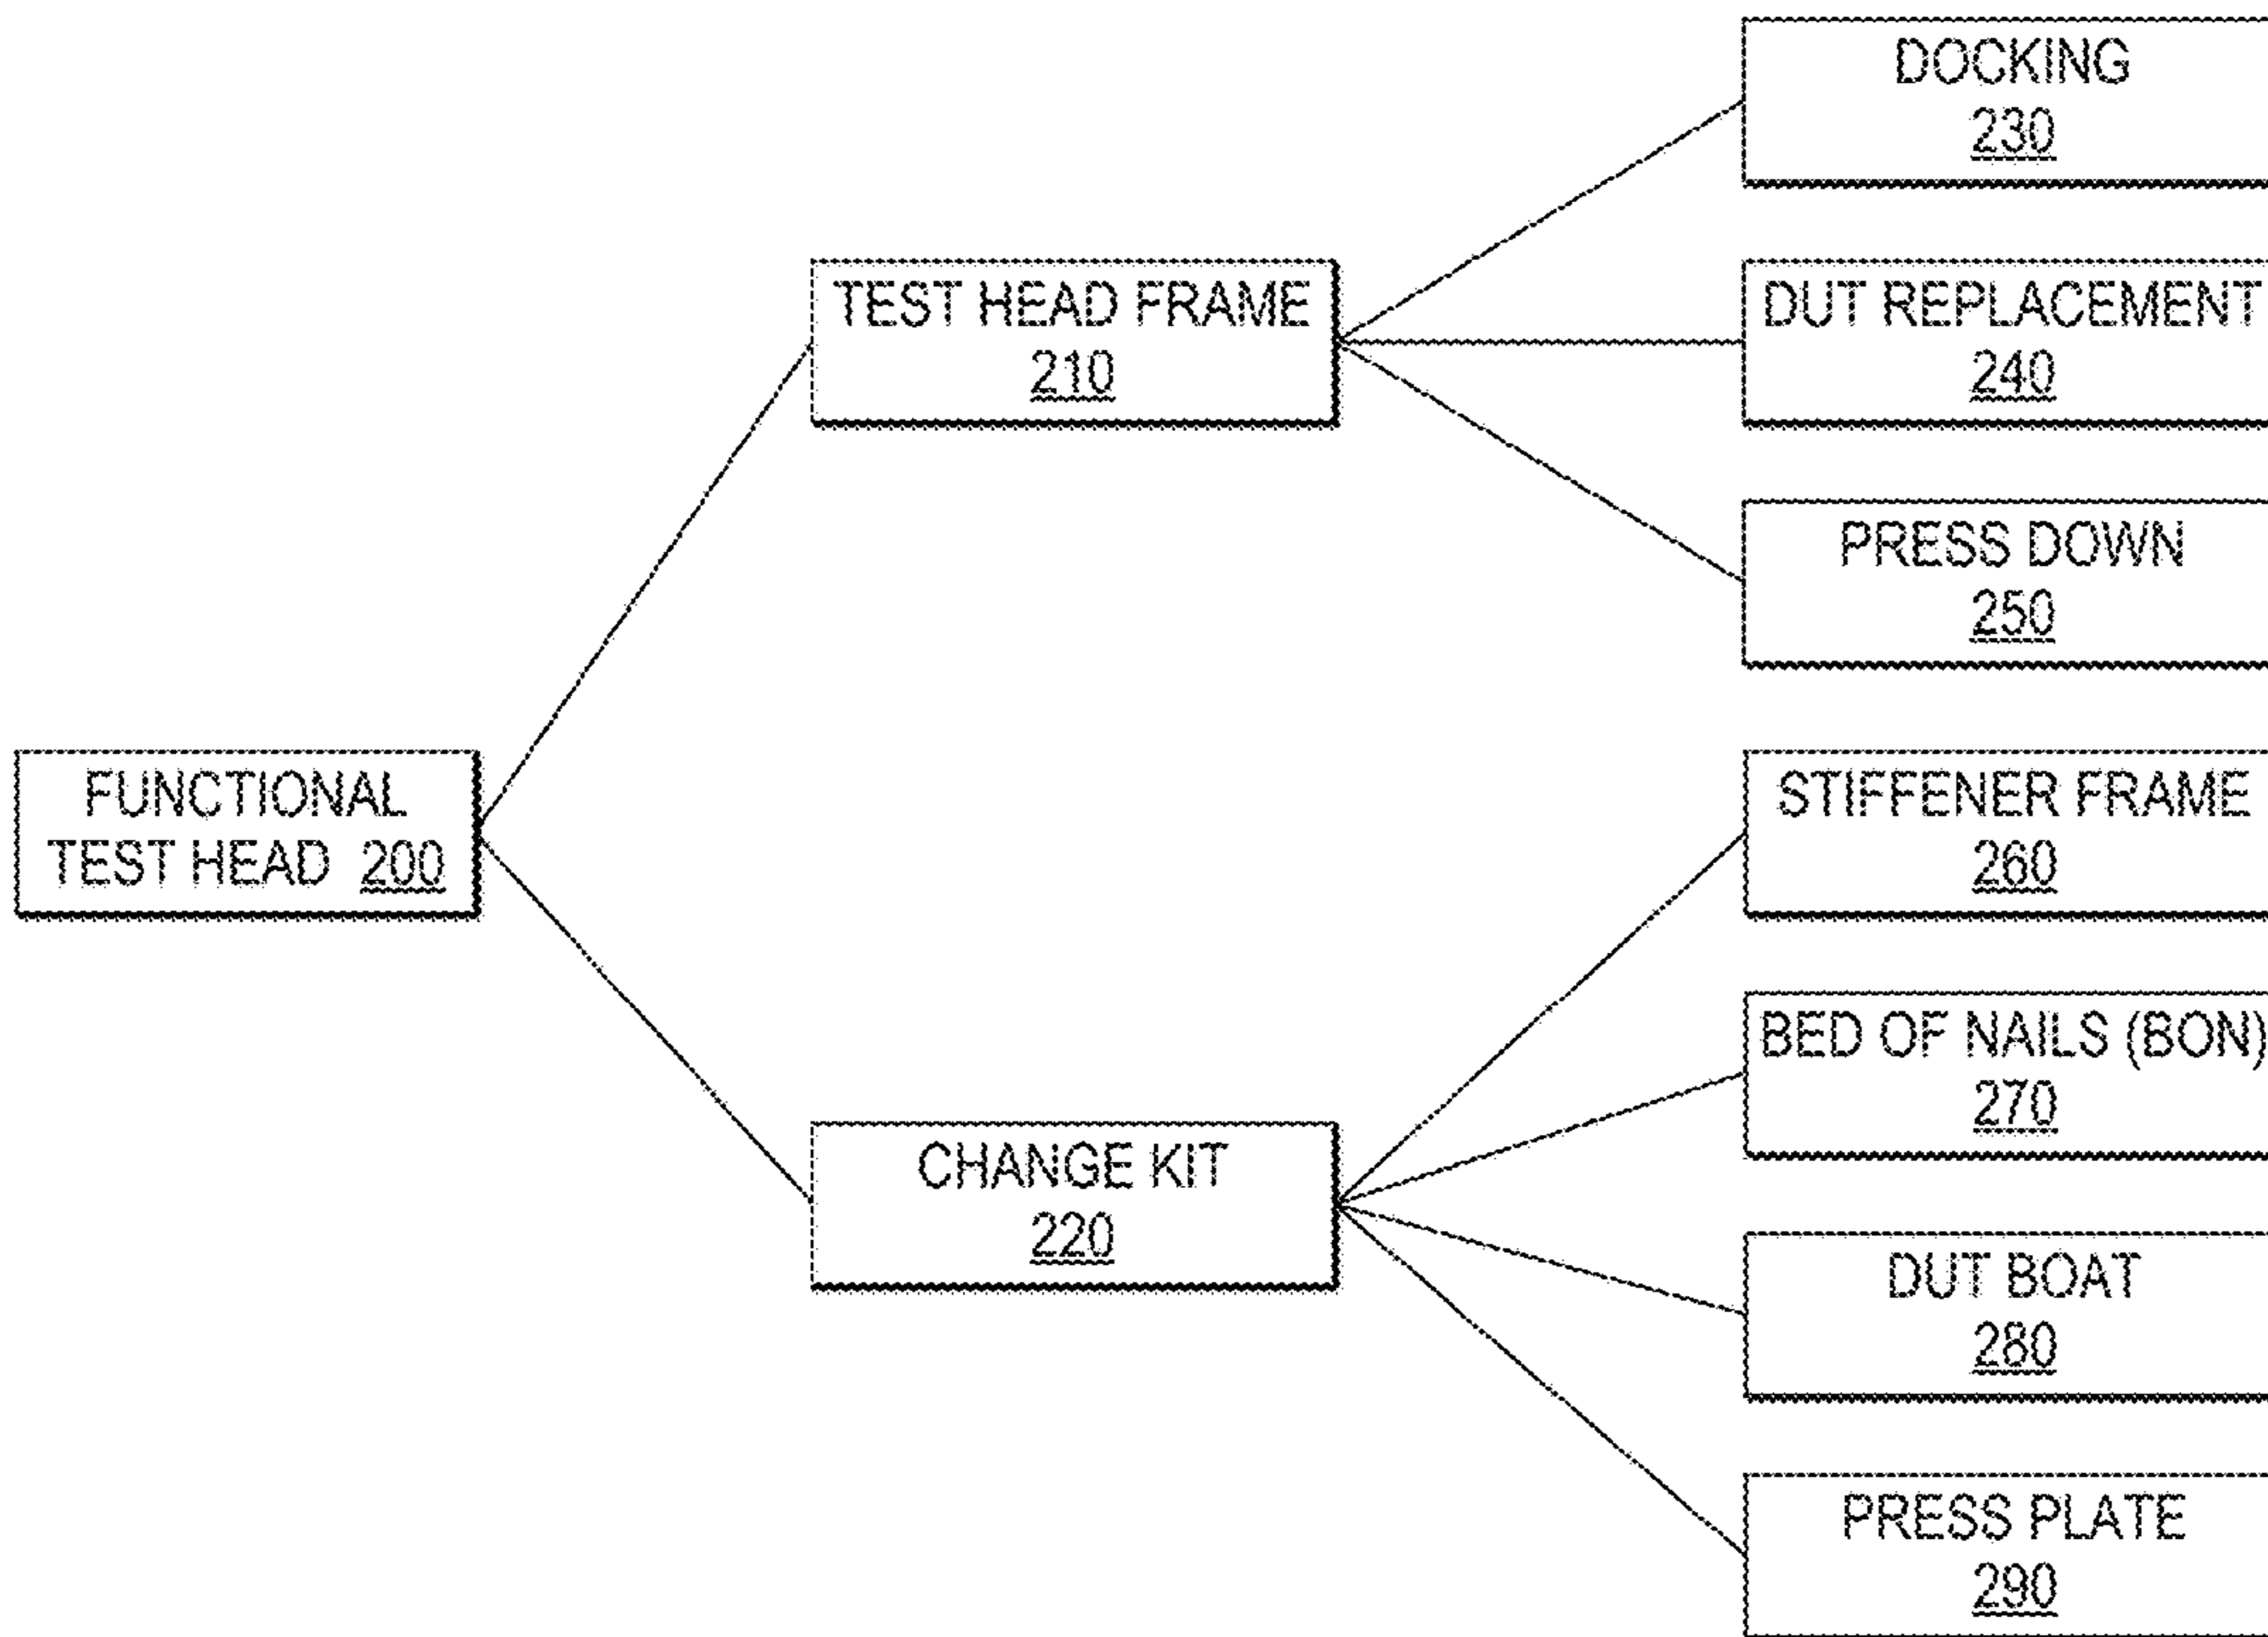 DOCKING
230
TEST HEAD FRAME
210
DUT REPLACEMENT
240
PRESS DOWN
250
FUNCTIONAL
TEST HEAD 200
STIFFENER FRAME
260
BED OF NAILS (BON)
270
CHANGE KIT
220
DUT BOAT
280
PRESS PLATE
290